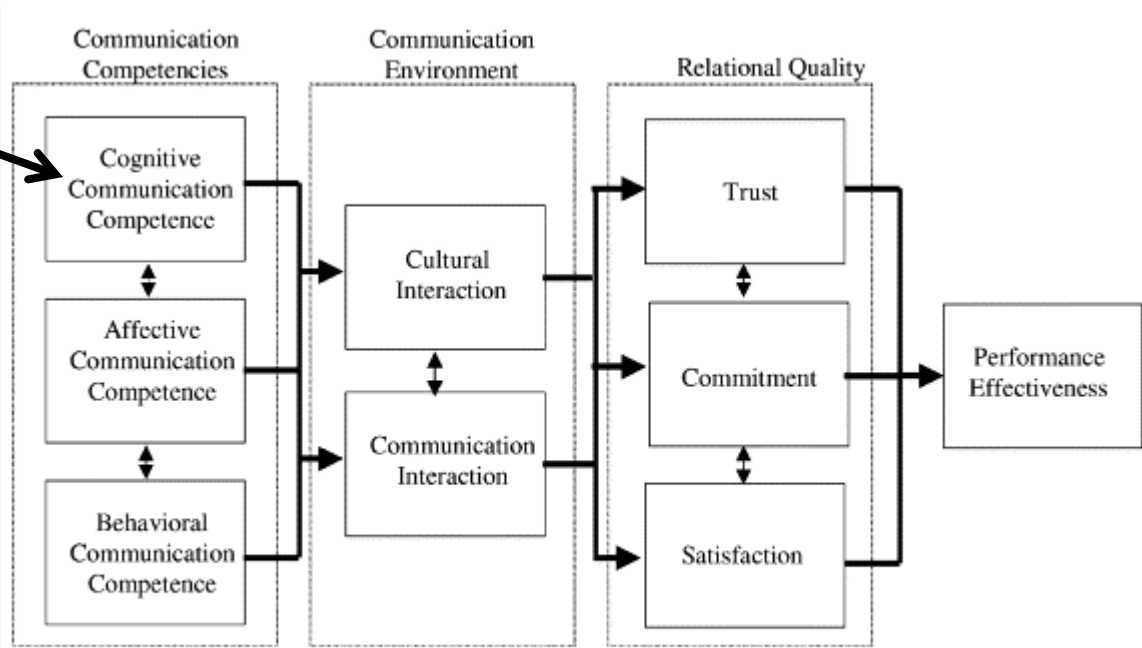 Communication
Competencies
Cognitive
Communication
Competence
Affective
Communication
Competence
Behavioral
Communication
Competence
Communication
Environment
Cultural
Interaction
Communication
Interaction
Relational Quality
Trust
Commitment
Satisfaction
Performance
Effectiveness